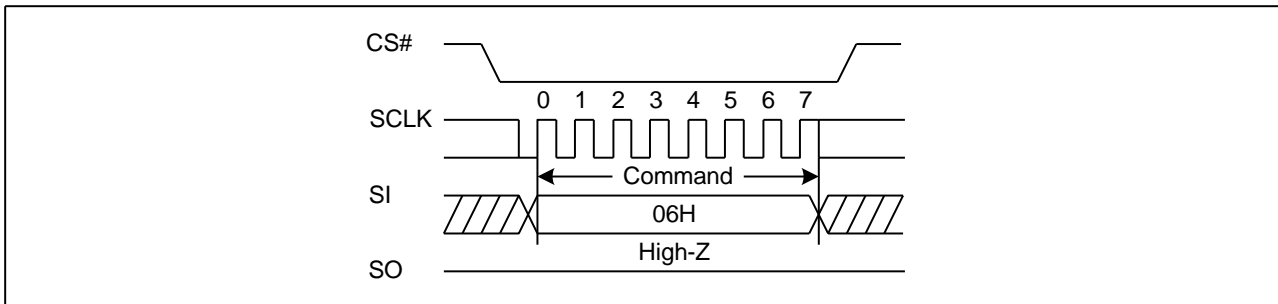 CS#
0 1 2 3 4 5 6 7
SCLK
Command
SI
06H
High-Z
SO